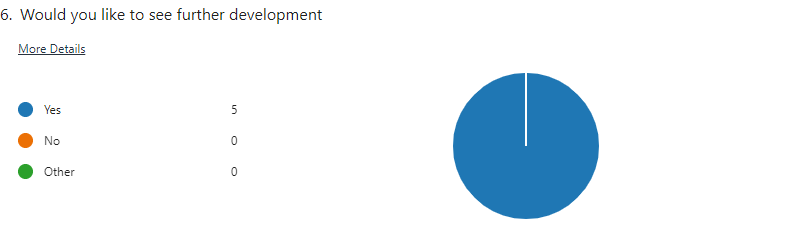 6. Would you like to see further development
More Details
Yes 5
No 0
Other 0